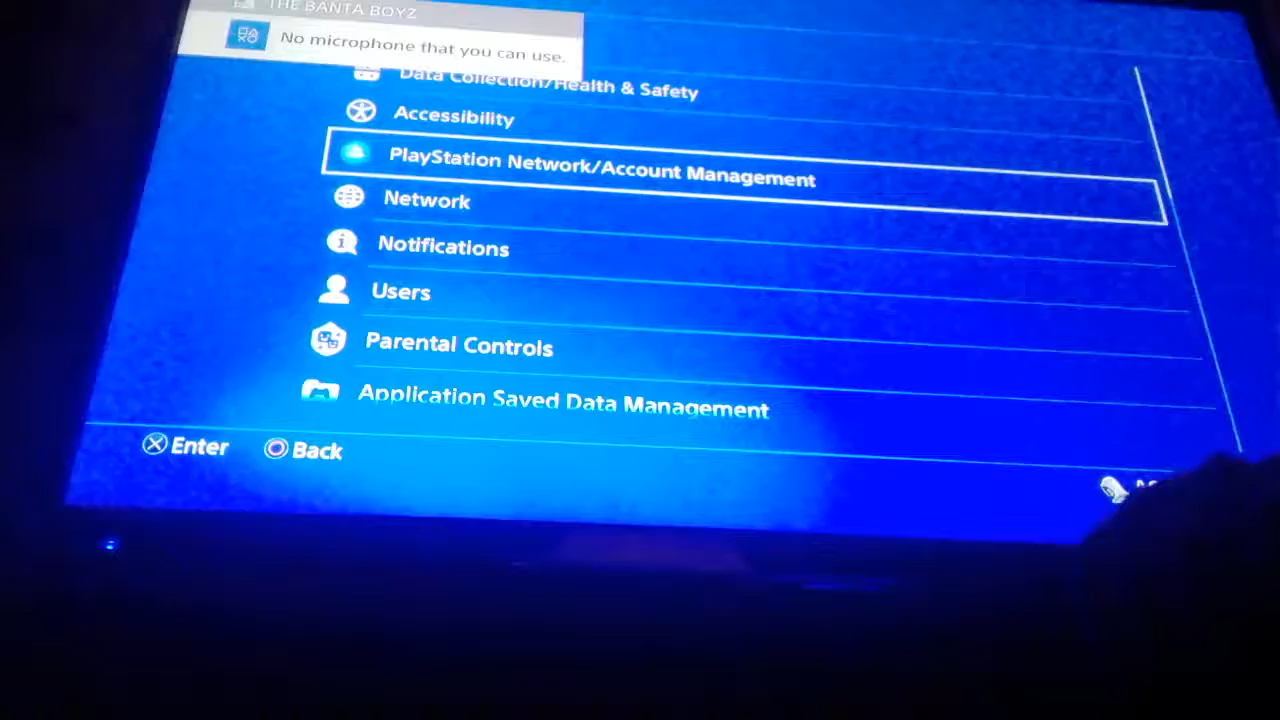 THE BANTA BOYZ
No microphone that you can use.
Data Collection/Health & Safety
Accessibility
PlayStation Network/Account Management
Network
Notifications
Users
Parental Controls
Application Saved Data Management
Enter Back